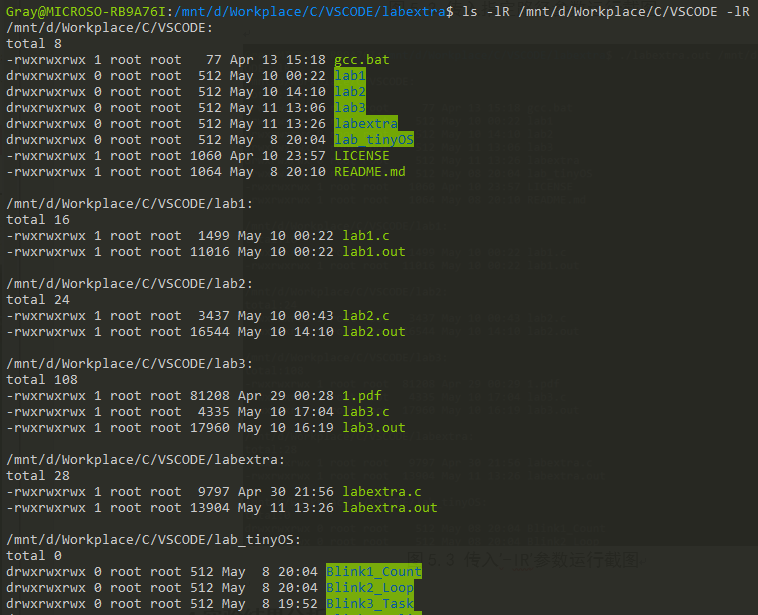 Gray@MICROSO-RB9A76I:/mnt/d/Workplace/C/VSCODE/labextra$ ls -lR /mnt/d/Workplace/C/VSCODE -lR
/mnt/d/Workplace/C/VSCODE:
total 8
-rwxrwxrwx 1 root root   77 Apr 13 15:18 gcc.bat
drwxrwxrwx 0 root root  512 May 10 00:22 lab1
drwxrwxrwx 0 root root  512 May 10 14:10 lab2
drwxrwxrwx 0 root root  512 May 11 13:06 lab3
drwxrwxrwx 0 root root  512 May 11 13:26 labextra
drwxrwxrwx 0 root root  512 May  8 20:04 lab_tinyOS
-rwxrwxrwx 1 root root 1060 Apr 10 23:57 LICENSE
-rwxrwxrwx 1 root root 1064 May  8 20:10 README.md
/mnt/d/Workplace/C/VSCODE/lab1:
total 16
-rwxrwxrwx 1 root root  1499 May 10 00:22 lab1.c
-rwxrwxrwx 1 root root 11016 May 10 00:22 lab1.out
/mnt/d/Workplace/C/VSCODE/lab2:
total 24
-rwxrwxrwx 1 root root  3437 May 10 00:43 lab2.c
-rwxrwxrwx 1 root root 16544 May 10 14:10 lab2.out
/mnt/d/Workplace/C/VSCODE/lab3:
total 108
-rwxrwxrwx 1 root root 81208 Apr 29 00:28 1.pdf
-rwxrwxrwx 1 root root  4335 May 10 17:04 lab3.c
-rwxrwxrwx 1 root root 17960 May 10 16:19 lab3.out
/mnt/d/Workplace/C/VSCODE/labextra:
total 28
-rwxrwxrwx 1 root root  9797 Apr 30 21:56 labextra.c
-rwxrwxrwx 1 root root 13904 May 11 13:26 labextra.out
/mnt/d/Workplace/C/VSCODE/lab_tinyOS:
total 0
drwxrwxrwx 0 root root 512 May  8 20:04 Blink1_Count
drwxrwxrwx 0 root root 512 May  8 20:04 Blink2_Loop
drwxrwxrwx 0 root root 512 May  8 19:52 Blink3_Task